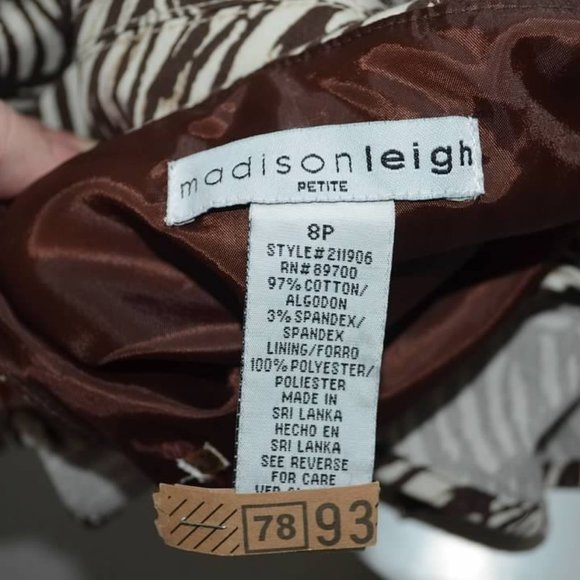 madisonleigh
PETITE
8P
STYLE#211906
RN#89700
97% COTTON/
ALGODON
3% SPANDEX/
SPANDEX
LINING/FORRO
100% POLYESTER/
POLIESTER
MADE IN
SRI LANKA
HECHO EN
SRI LANKA
SEE REVERSE
FOR CARE
VER
78 93